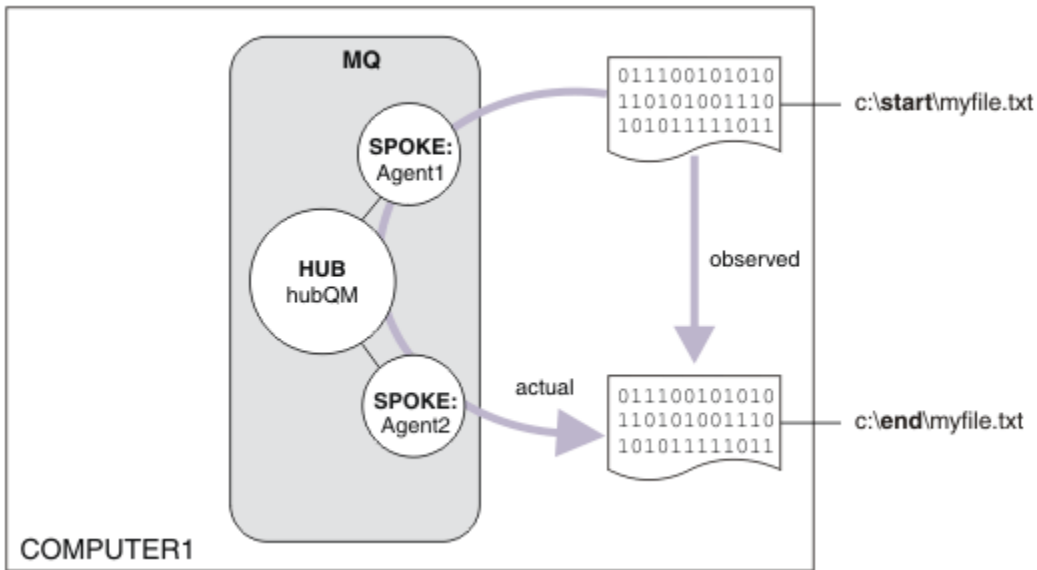 MQ
SPOKE:
Agent1
HUB
hubQM
SPOKE:
Agent2
011100101010
110101001110
101011111011
c:\start\myfile.txt
observed
actual
011100101010
110101001110
101011111011
c:\end\myfile.txt
COMPUTER1